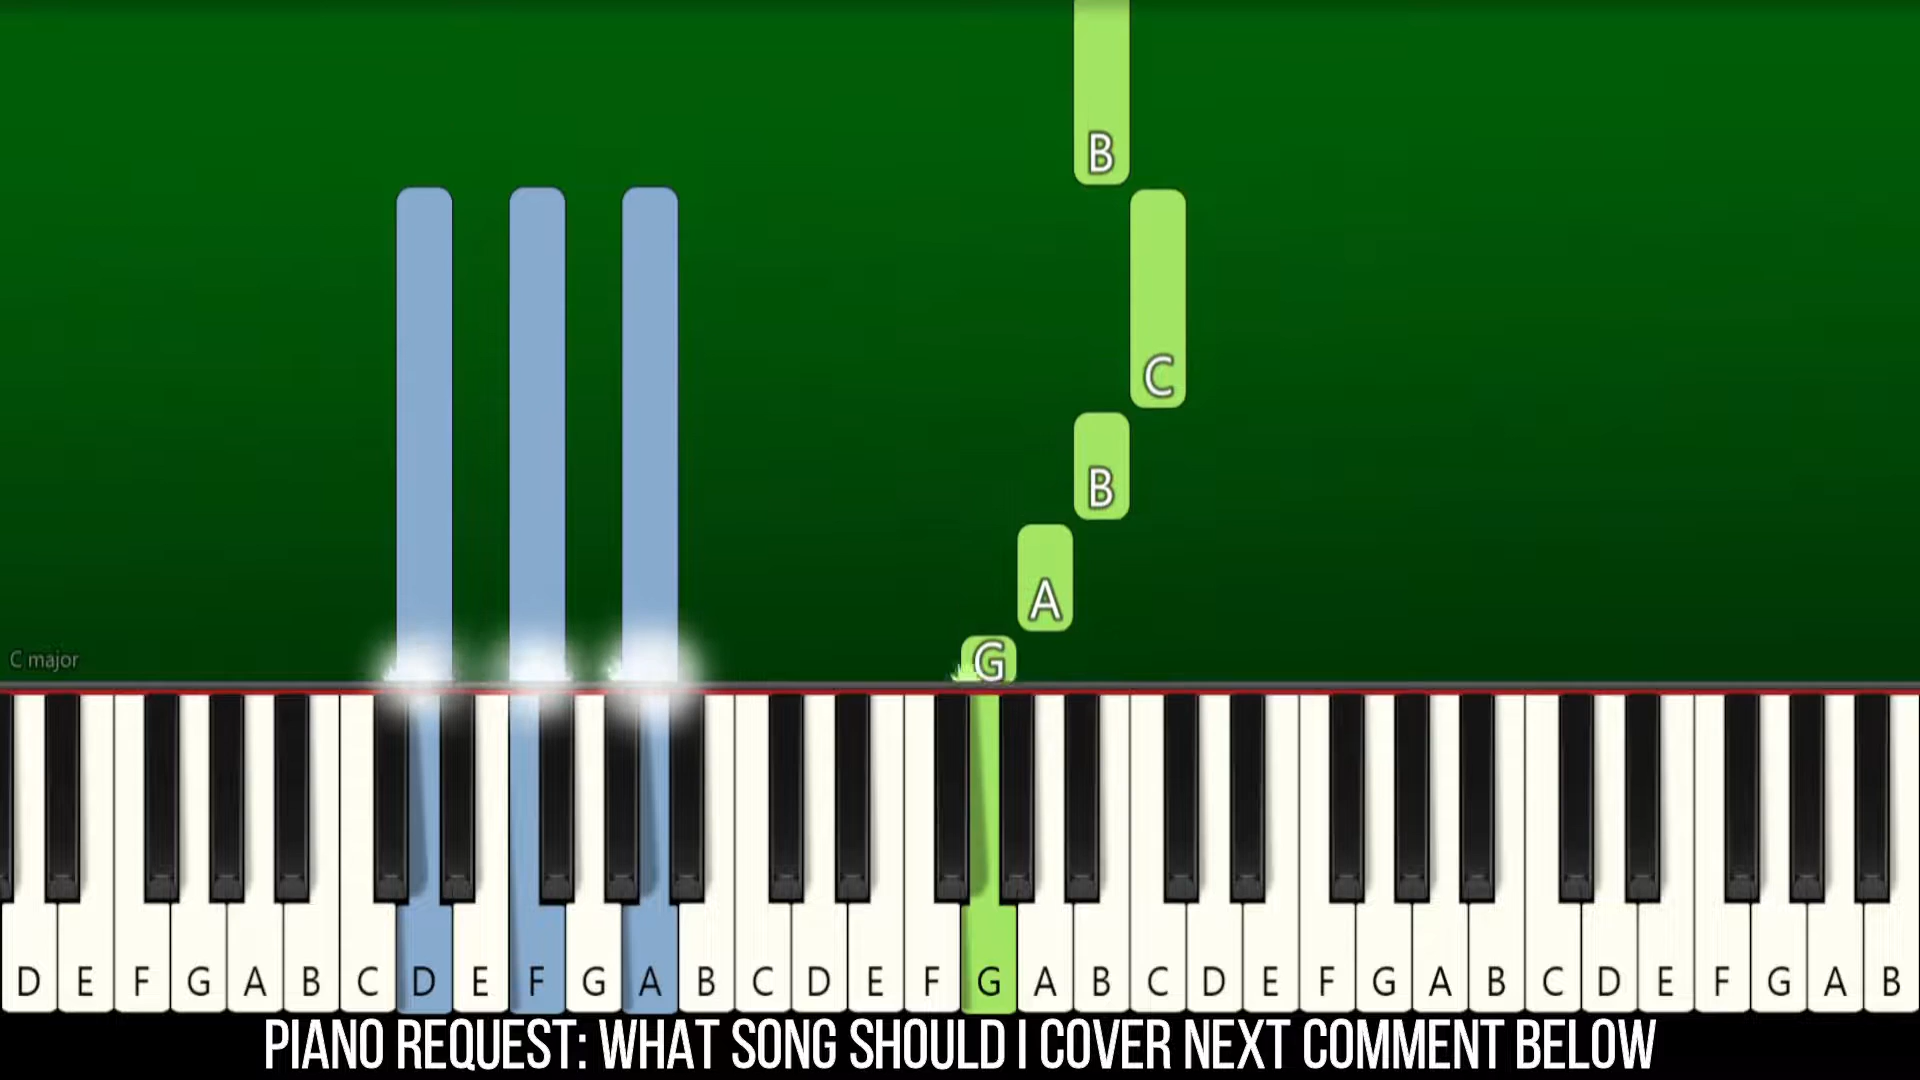 B
C
B
A
G
C major
D E F G A B C D E F G A B C D E F G A B C D E F G A B C D E F G A B
PIANO REQUEST: WHAT SONG SHOULD I COVER NEXT COMMENT BELOW